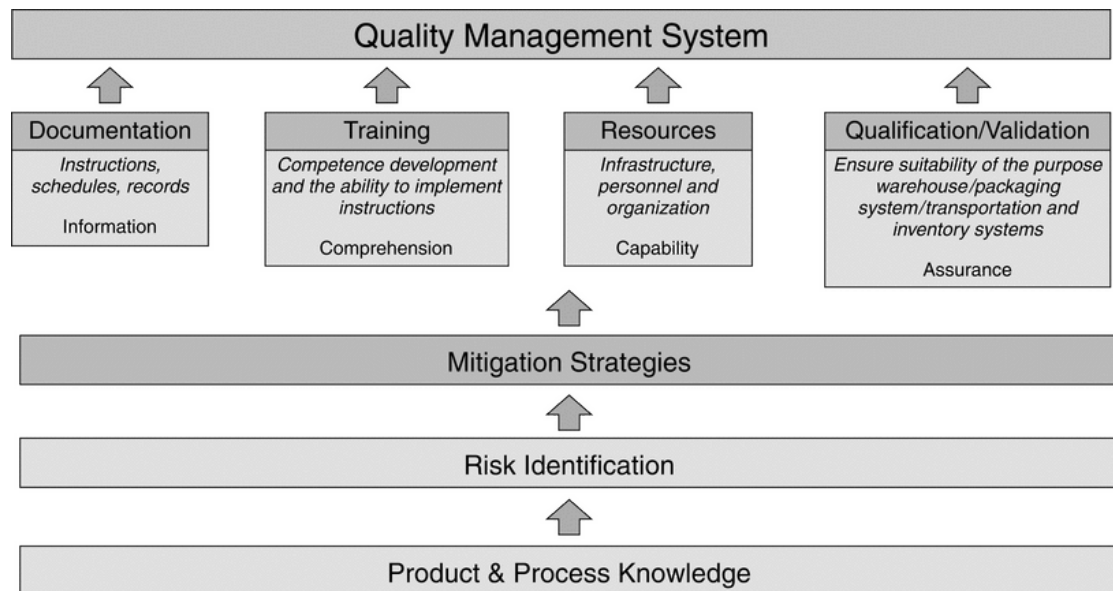 Quality Management System
Documentation
Instructions,
schedules, records
Information
Training
Competence development
and the ability to implement
instructions
Comprehension
Resources
Infrastructure,
personnel and
organization
Capability
Qualification/Validation
Ensure suitability of the purpose
warehouse/packaging
system/transportation and
inventory systems
Assurance
Mitigation Strategies
Risk Identification
Product & Process Knowledge